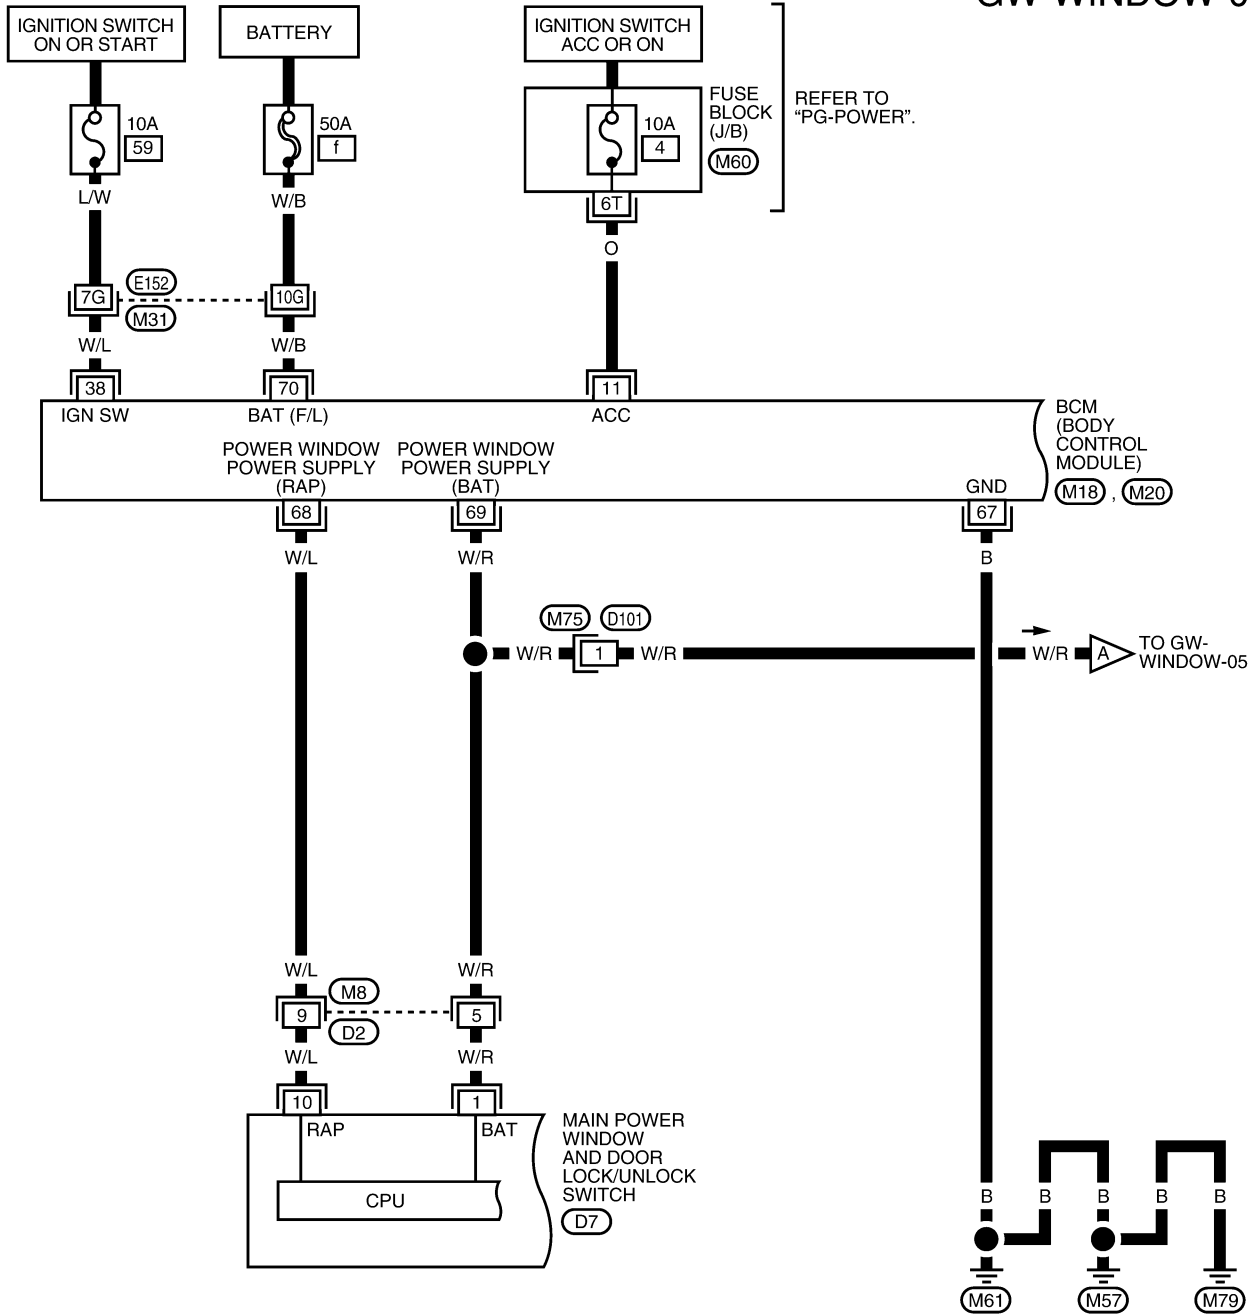 IGNITION SWITCH
ON OR START
BATTERY
IGNITION SWITCH
ACC OR ON
10A
59
50A
f
10A
4
FUSE
BLOCK
(J/B)
M60
REFER TO
“PG-POWER”.
L/W
W/B
6T
O
7G
E152
M31
10G
W/L
W/B
38
70
11
IGN SW
BAT (F/L)
ACC
POWER WINDOW
POWER SUPPLY
(RAP)
POWER WINDOW
POWER SUPPLY
(BAT)
GND
BCM
(BODY
CONTROL
MODULE)
M18 , M20
68
69
67
W/L
W/R
B
M75
D101
W/R
1
W/R
W/R
A
TO GW-
WINDOW-05
W/L
W/R
9
M8
D2
5
W/L
W/R
10
1
RAP
BAT
CPU
MAIN POWER
WINDOW
AND DOOR
LOCK/UNLOCK
SWITCH
D7
B
B
B
B
B
M61
M57
M79